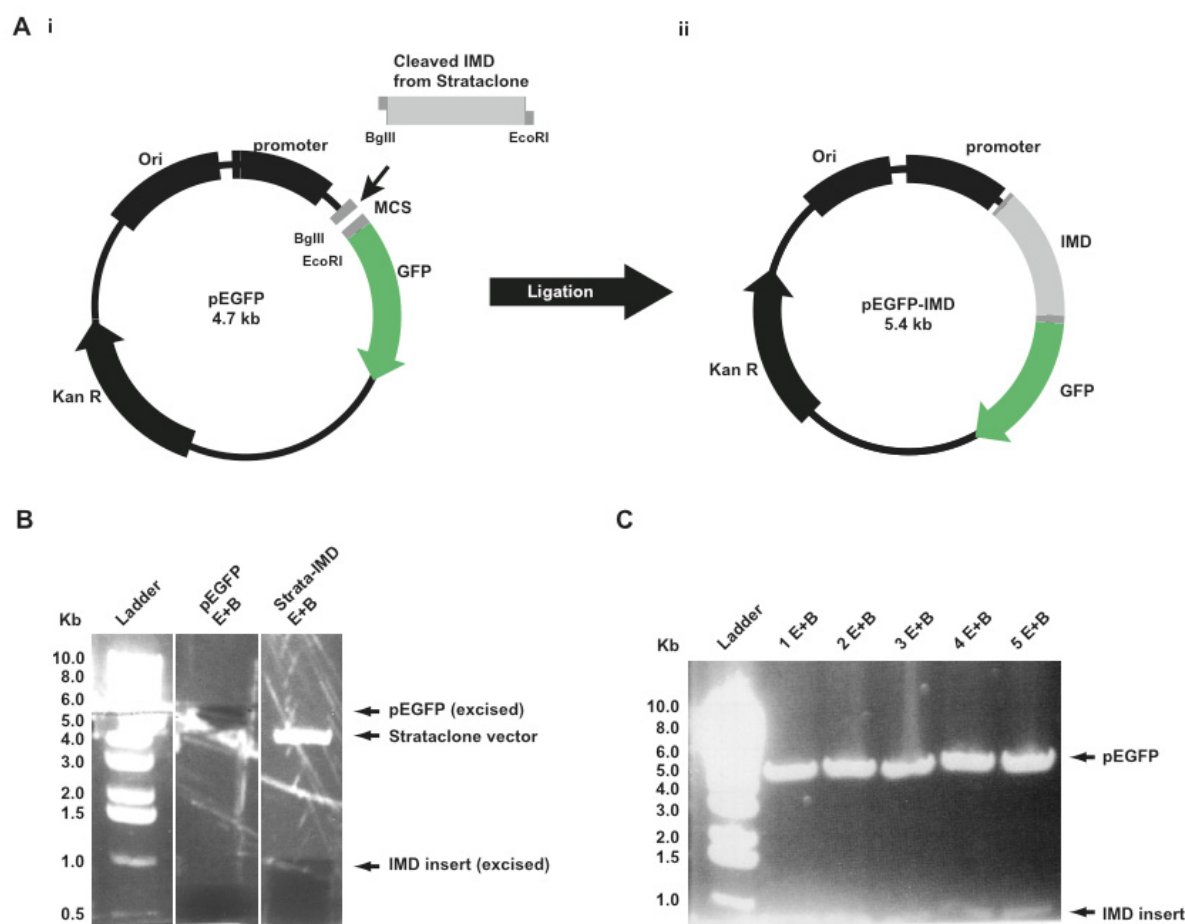 A i
ii
Cleaved IMD
from Strataclone
BglII
EcoRI
Ori
promoter
MCS
BglII
EcoRI
GFP
pEGFP
4.7 kb
Kan R
Ligation
Ori
promoter
IMD
pEGFP-IMD
5.4 kb
Kan R
GFP
B
Kb
Ladder
pEGFP
E+B
Strata-IMD
E+B
10.0
8.0
6.0
5.0
4.0
3.0
2.0
1.5
1.0
0.5
pEGFP (excised)
Strataclone vector
IMD insert (excised)
C
Kb
Ladder
1 E+B
2 E+B
3 E+B
4 E+B
5 E+B
10.0
8.0
6.0
5.0
4.0
3.0
2.0
1.5
1.0
pEGFP
IMD insert